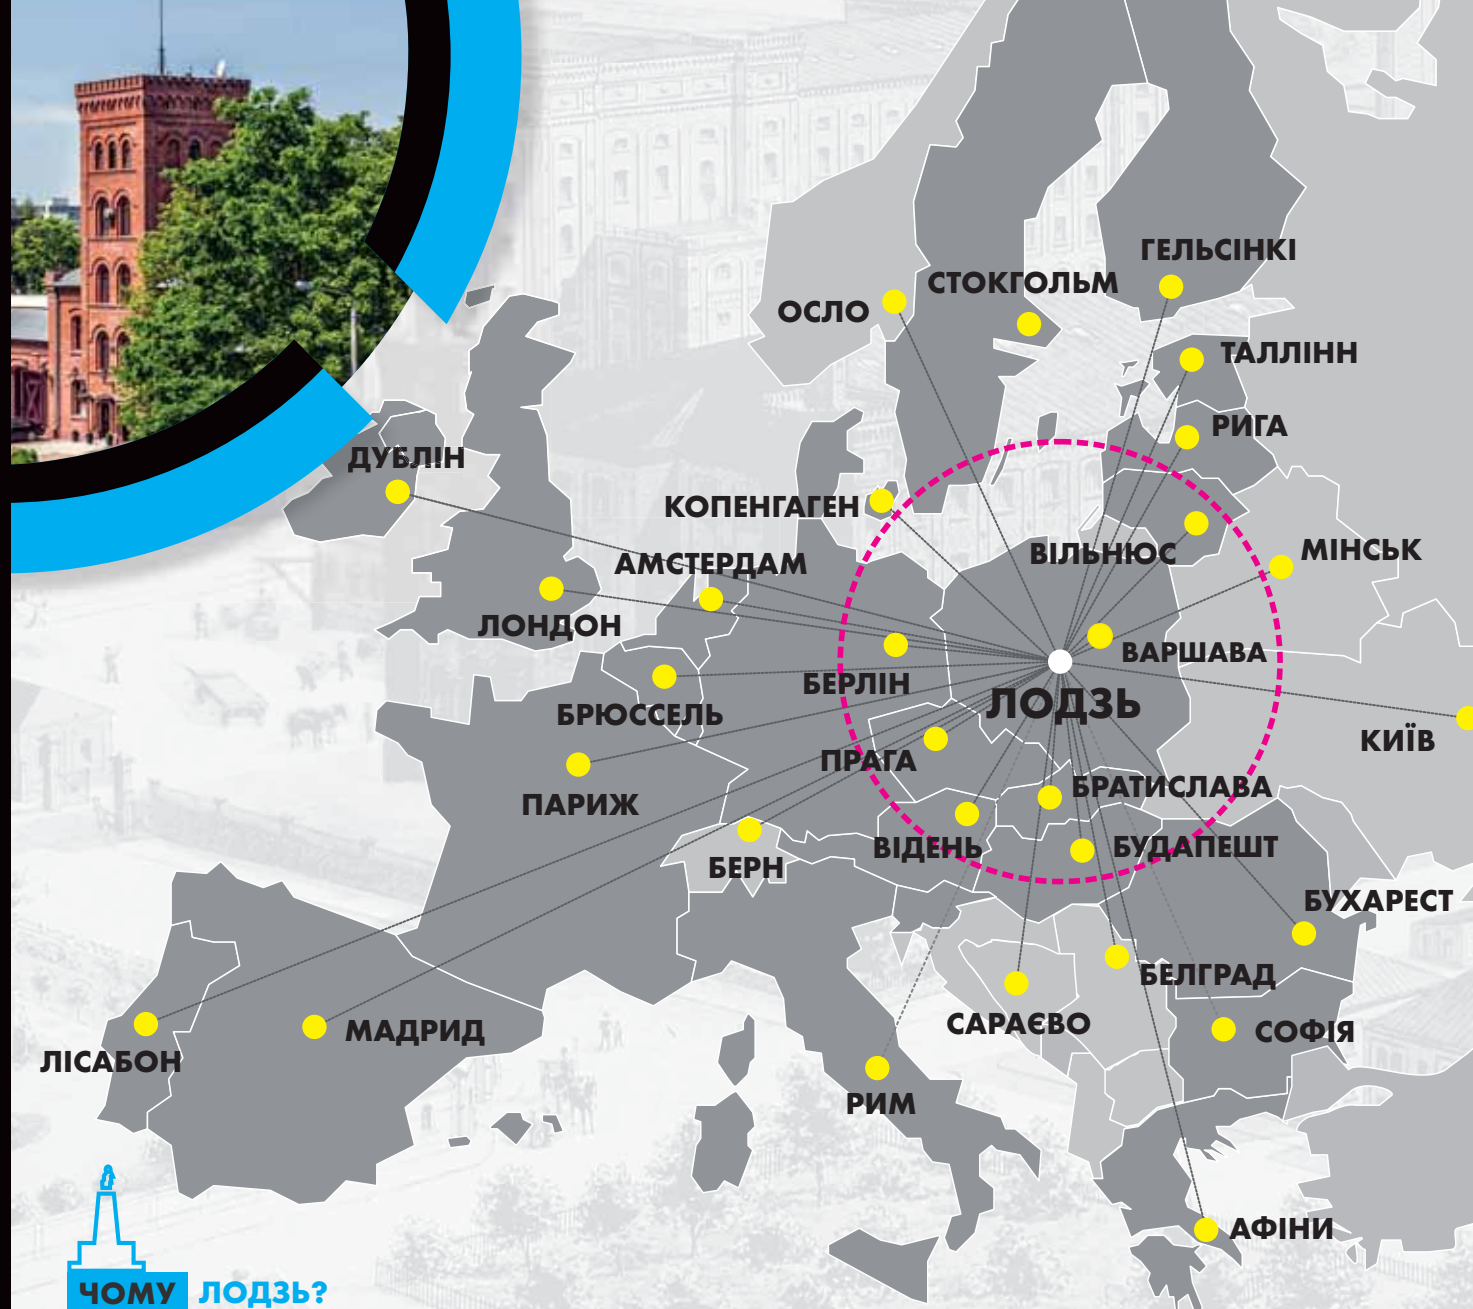 ГЕЛЬСІНКІ
СТОКГОЛЬМ
ОСЛО
ТАЛЛІНН
РИГА
ДУБЛІН
КОПЕНГАГЕН
ВІЛЬНЮС
МІНСЬК
АМСТЕРДАМ
ЛОНДОН
ВАРШАВА
БЕРЛІН
ЛОДЗЬ
БРЮССЕЛЬ
КИЇВ
ПРАГА
БРАТИСЛАВА
ПАРИЖ
ВІДЕНЬ
БУДАПЕШТ
БЕРН
БУХАРЕСТ
БЕЛГРАД
САРАЄВО
МАДРИД
СОФІЯ
ЛІСАБОН
РИМ
АФІНИ
ЧОМУ ЛОДЗЬ?